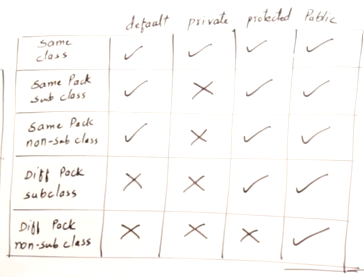 default private protected Public
Same
class ✓ ✓ ✓ ✓
Same Pack
sub class ✓ ✗ ✓ ✓
Same Pack
non-sub class ✓ ✗ ✓ ✓
Diff Pack
subclass ✗ ✗ ✓ ✓
Diff Pack
non-sub class ✗ ✗ ✗ ✓